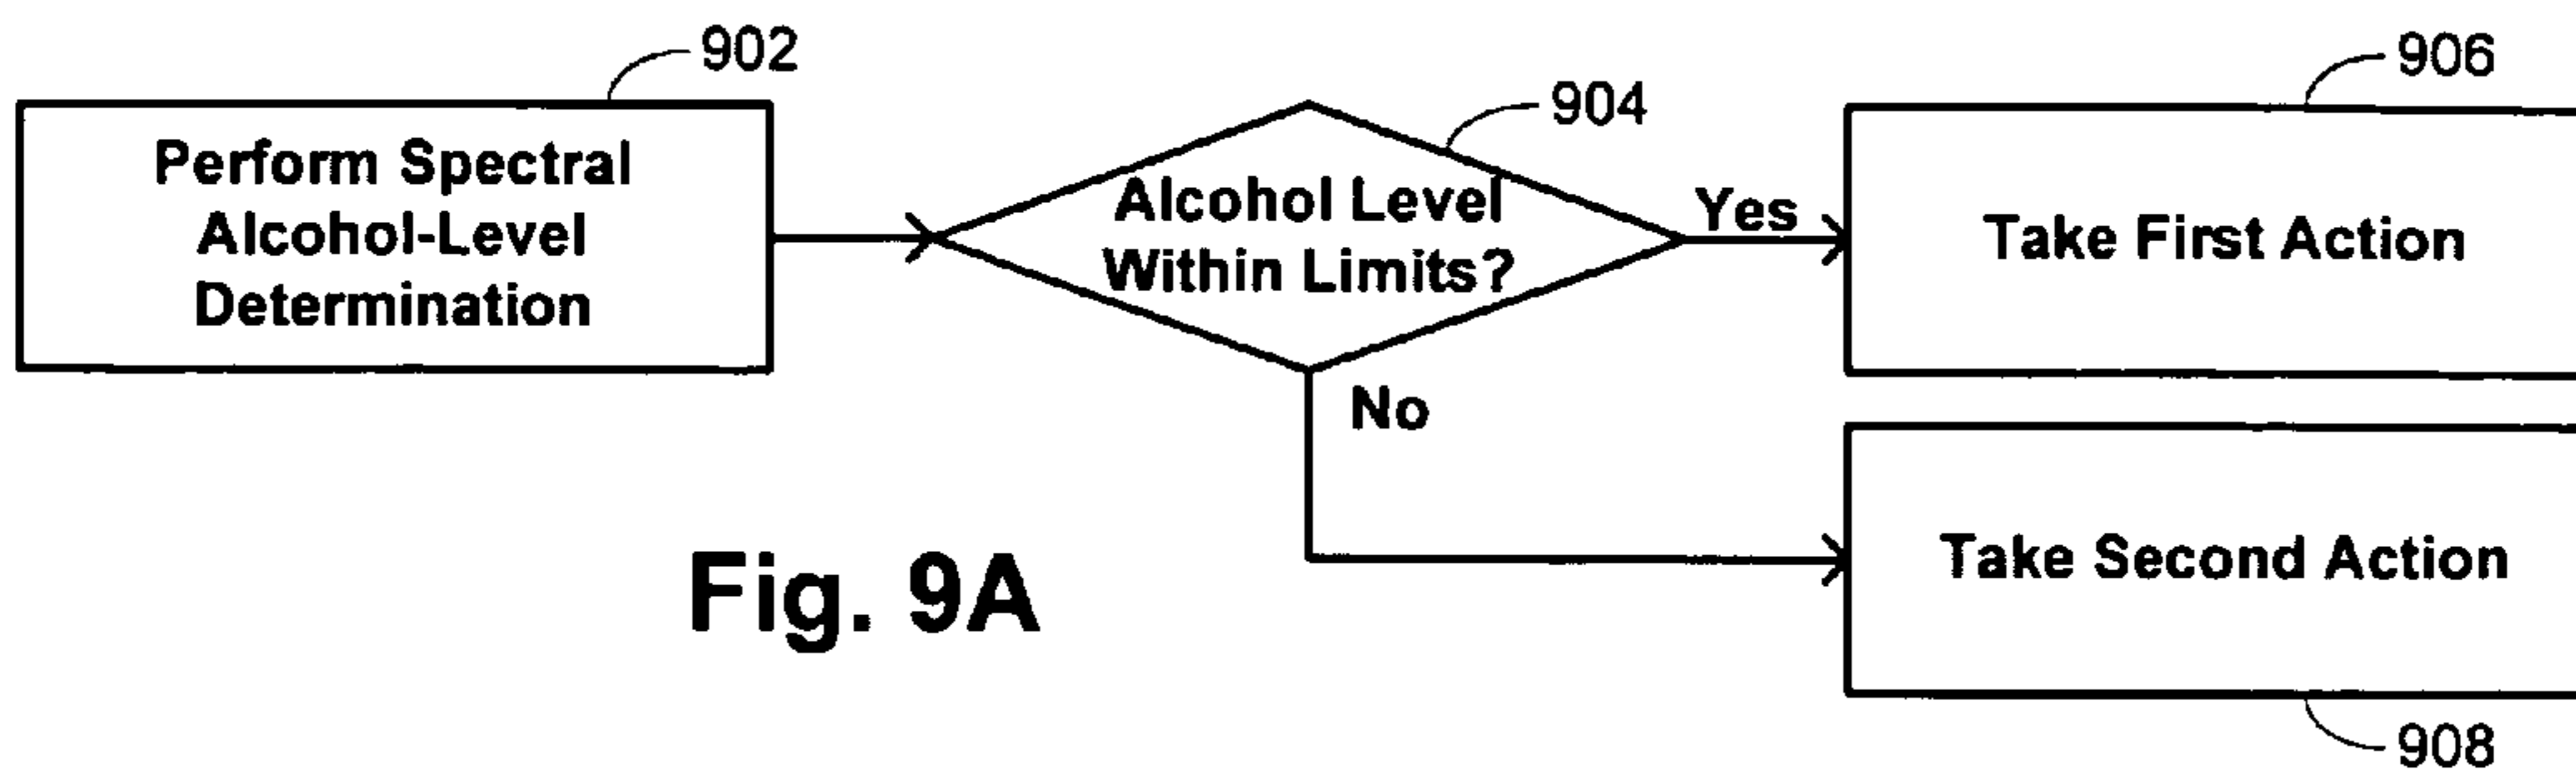 902
Perform Spectral
Alcohol-Level
Determination
904
Alcohol Level
Within Limits?
Yes
906
Take First Action
No
Take Second Action
908
Fig. 9A